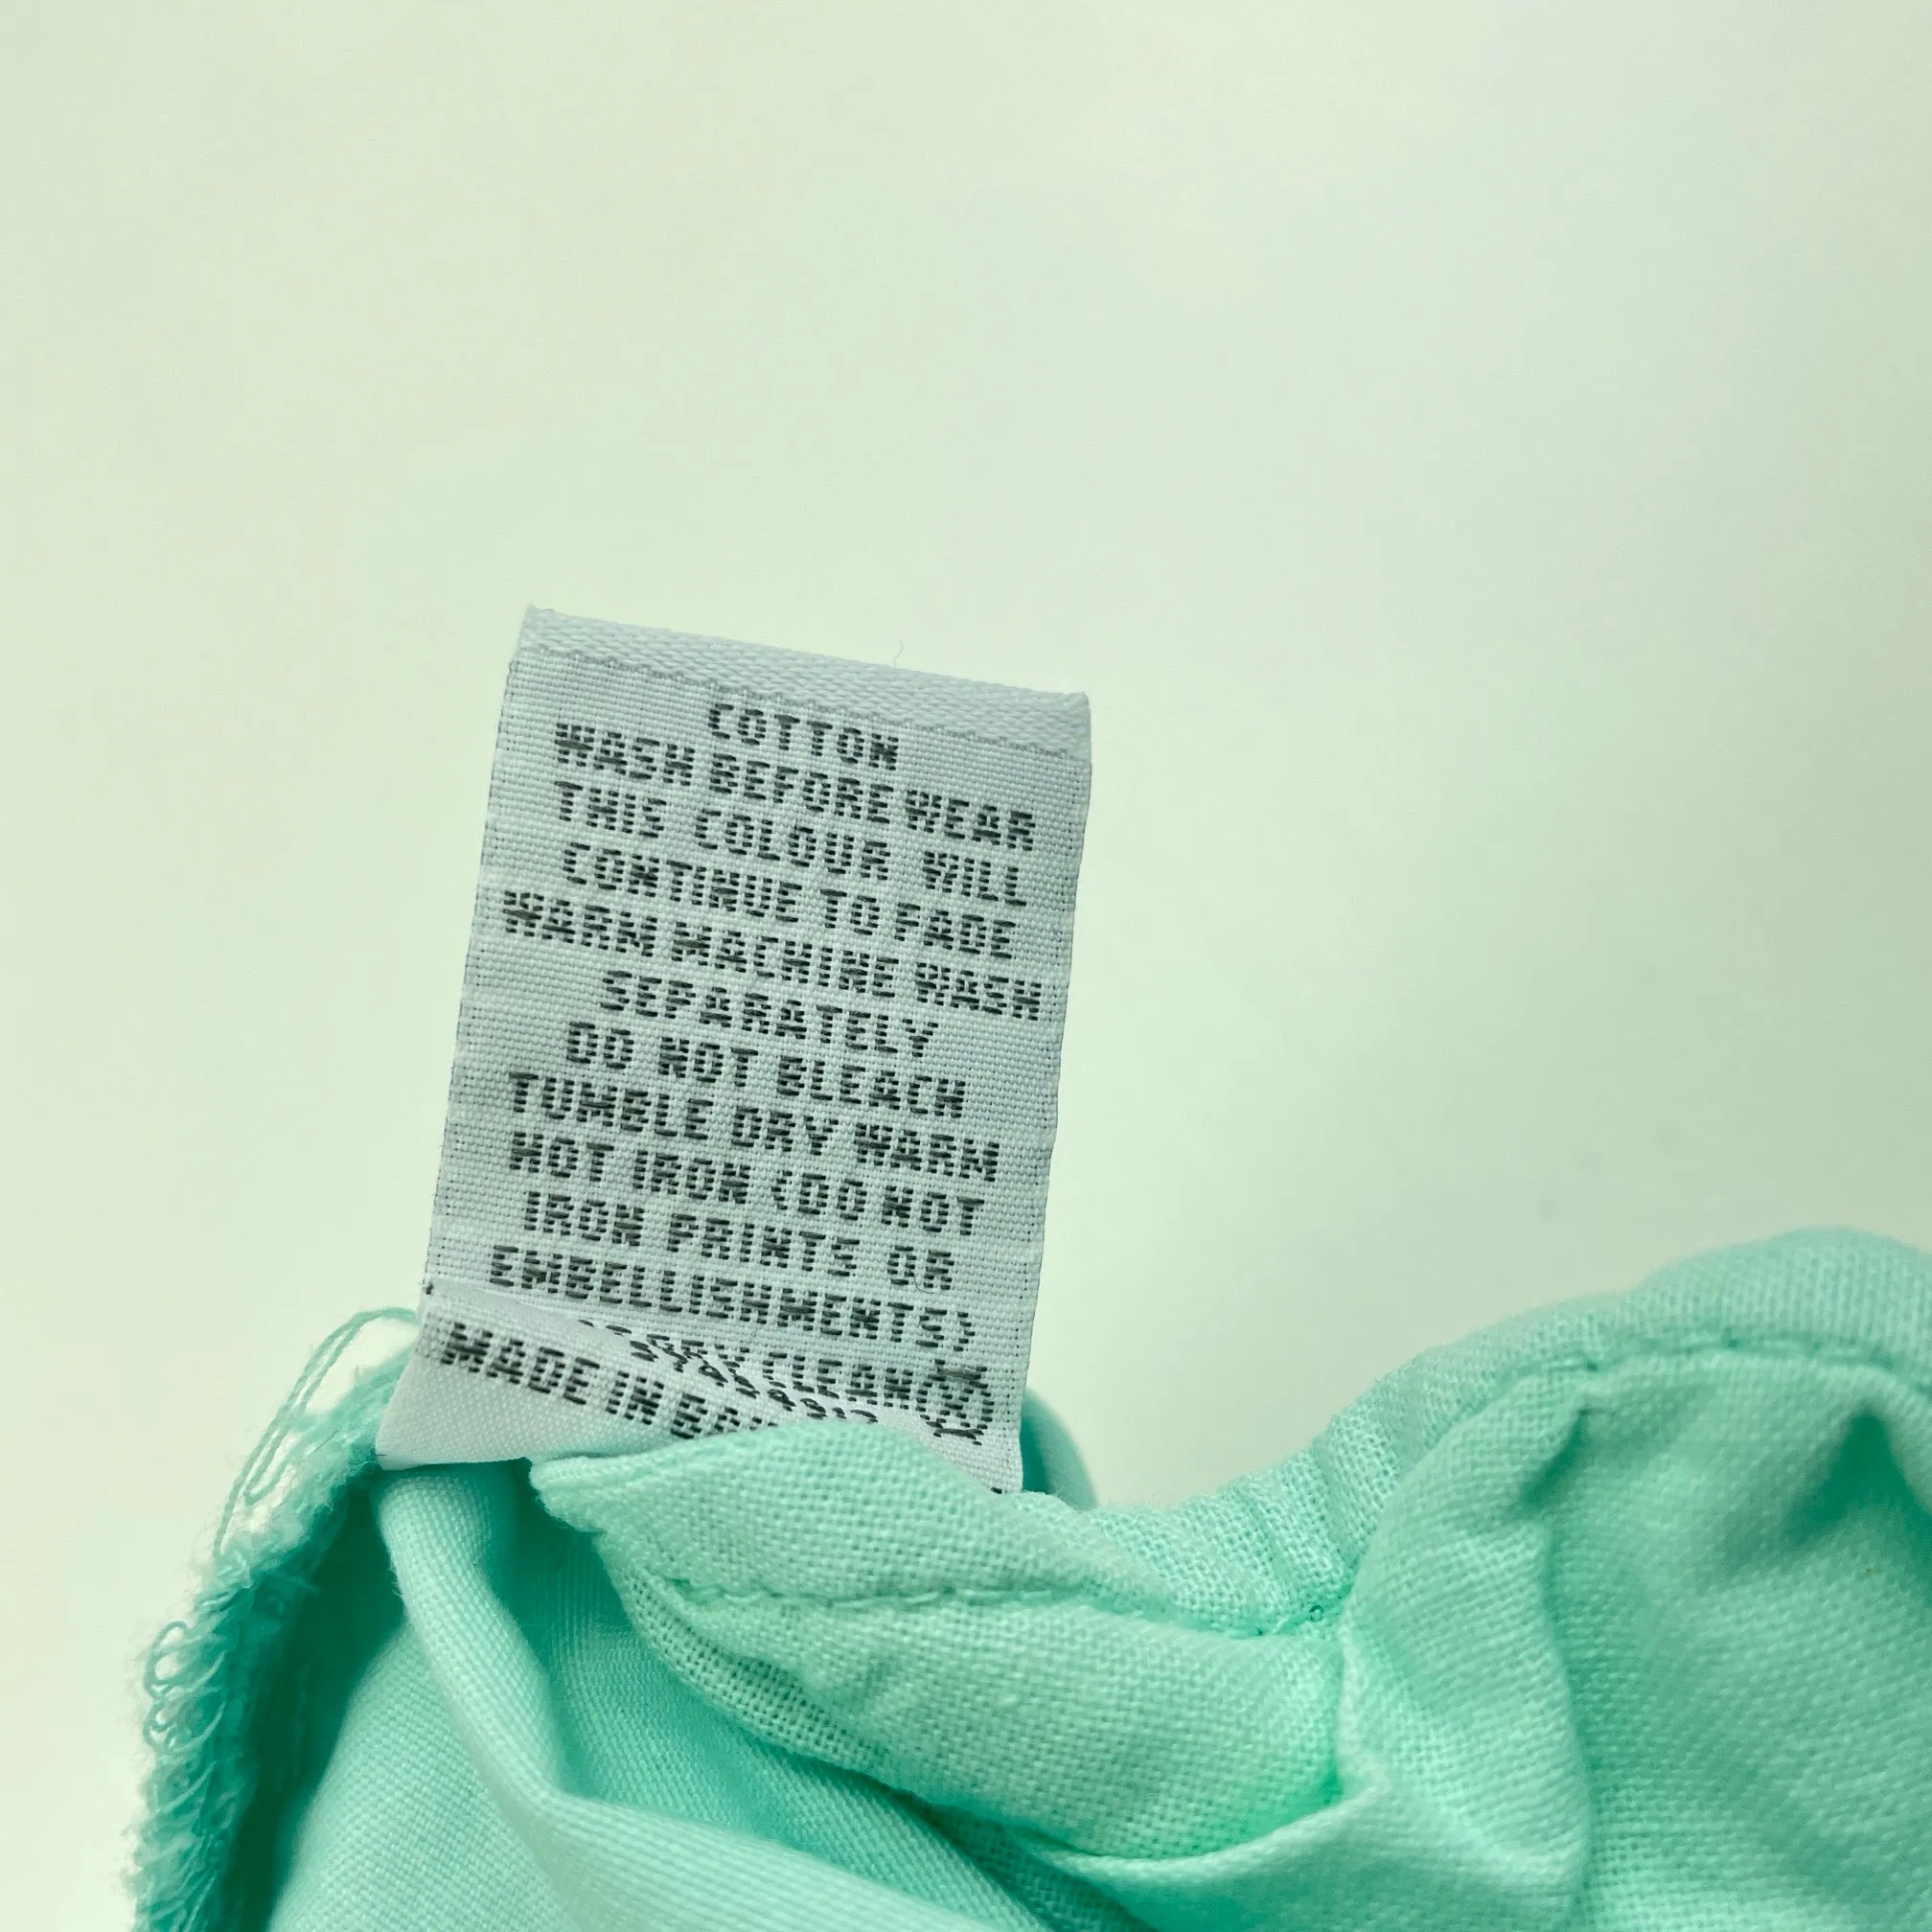 COTTON
WASH BEFORE WEAR
THIS COLOUR WILL
CONTINUE TO FADE
WARM MACHINE WASH
SEPARATELY
DO NOT BLEACH
TUMBLE DRY WARM
HOT IRON (DO NOT
IRON PRINTS OR
EMBELLISHMENTS)
CLEAN
MADE IN